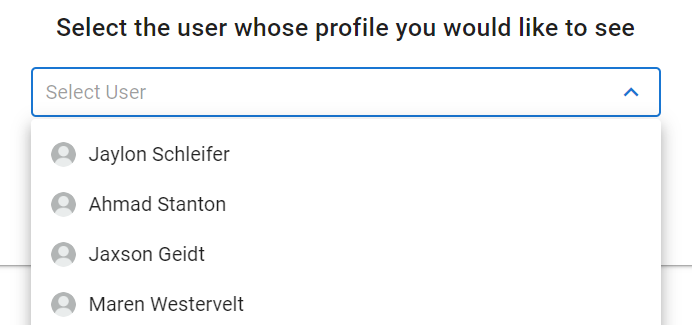 Select the user whose profile you would like to see
Select User
Jaylon Schleifer
Ahmad Stanton
Jaxson Geidt
Maren Westervelt